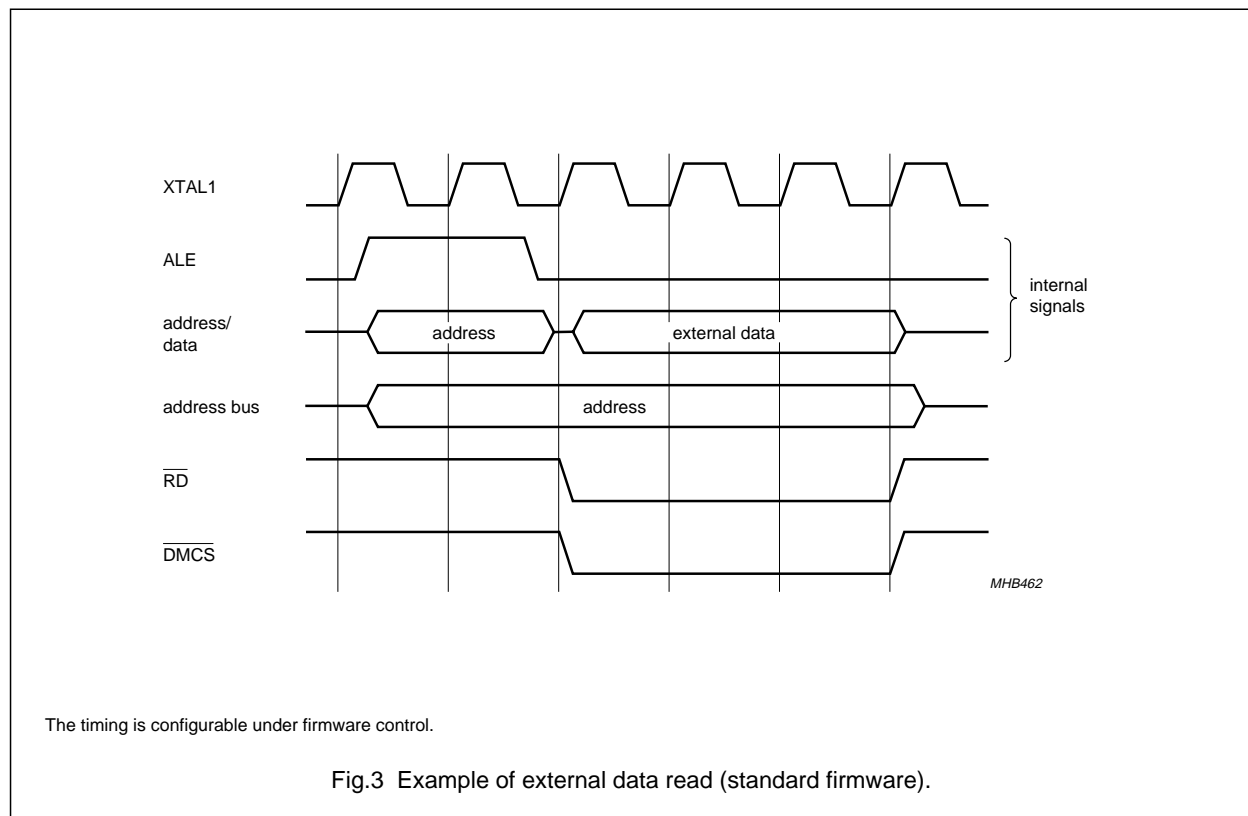 XTAL1
ALE
internal
signals
address/
data
address
external data
address bus
address
RD
DMCS
MHB462
The timing is configurable under firmware control.
Fig.3 Example of external data read (standard firmware).